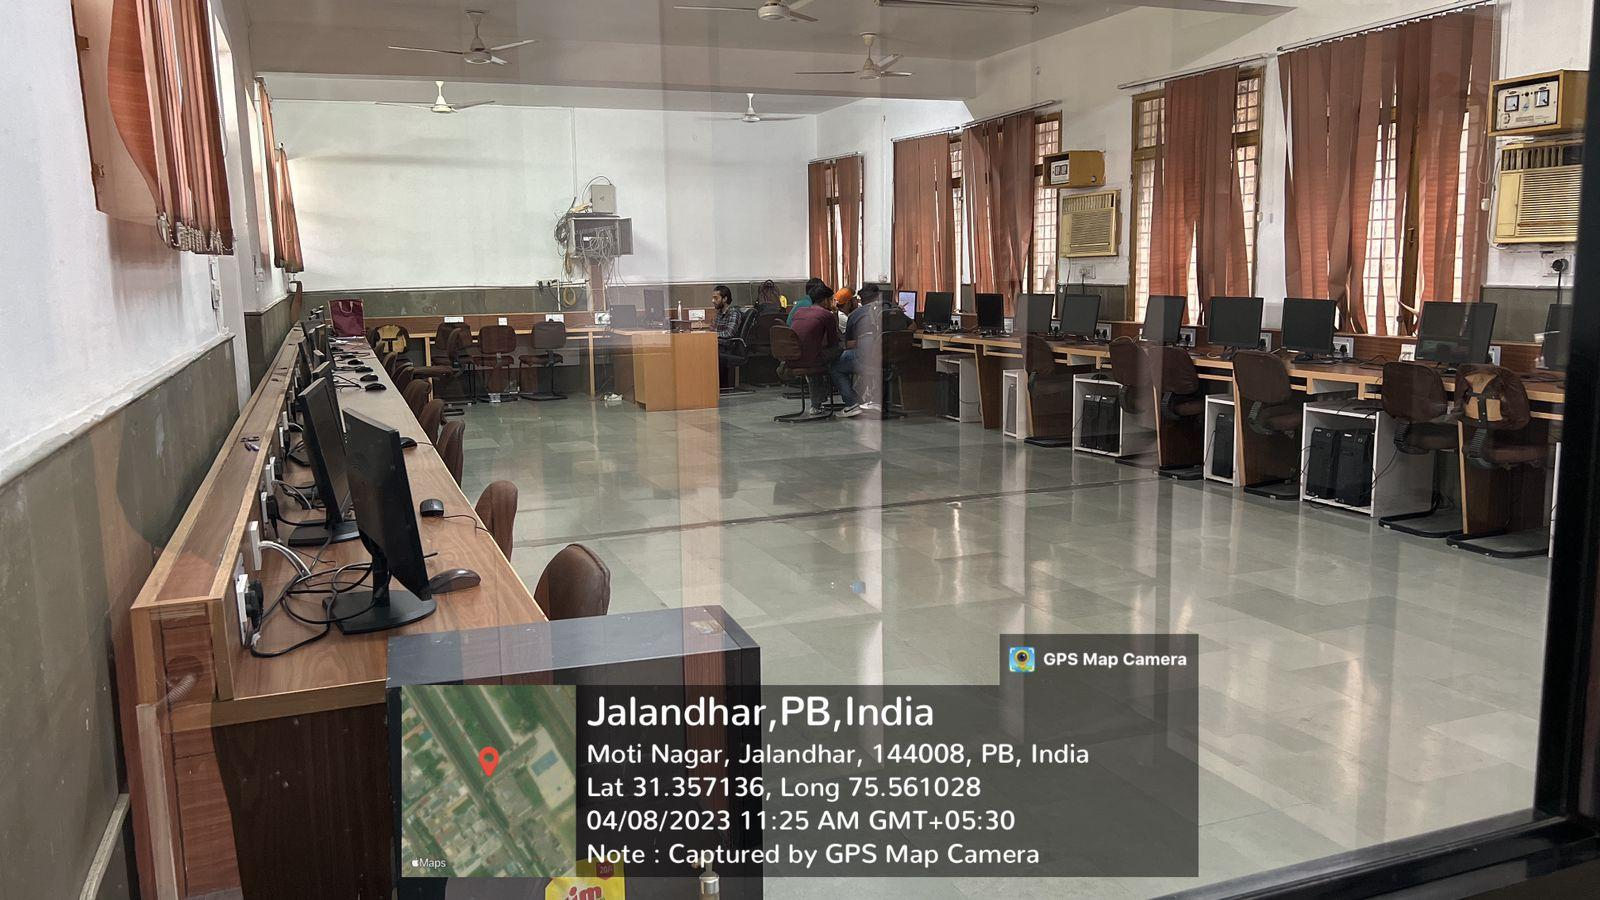 GPS Map Camera
Jalandhar,PB,India
Moti Nagar, Jalandhar, 144008, PB, India
Lat 31.357136, Long 75.561028
04/08/2023 11:25 AM GMT+05:30
Note : Captured by GPS Map Camera
Maps